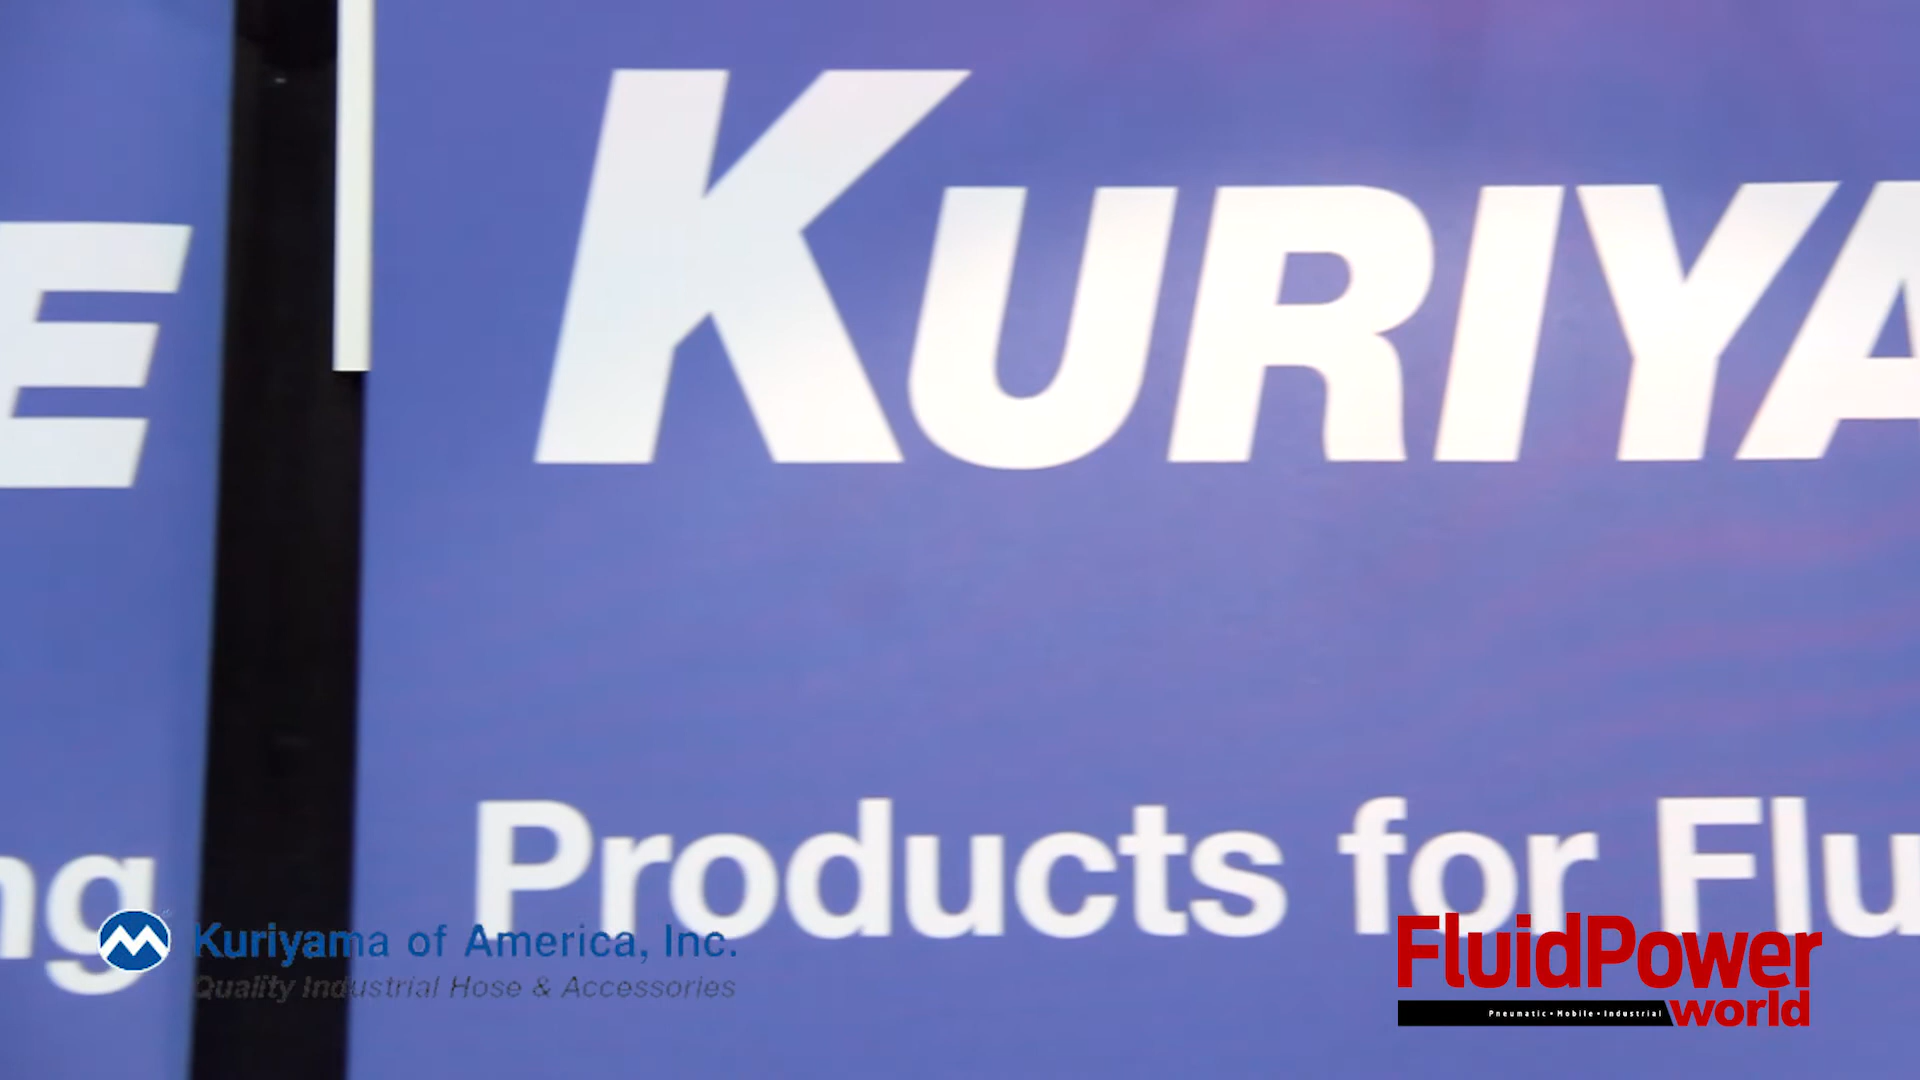 E
KURIYA
Products for Flu
ng
Kuriyama of America, Inc.
Quality Industrial Hose & Accessories
FluidPower
world
Pneumatic • Mobile • Industrial